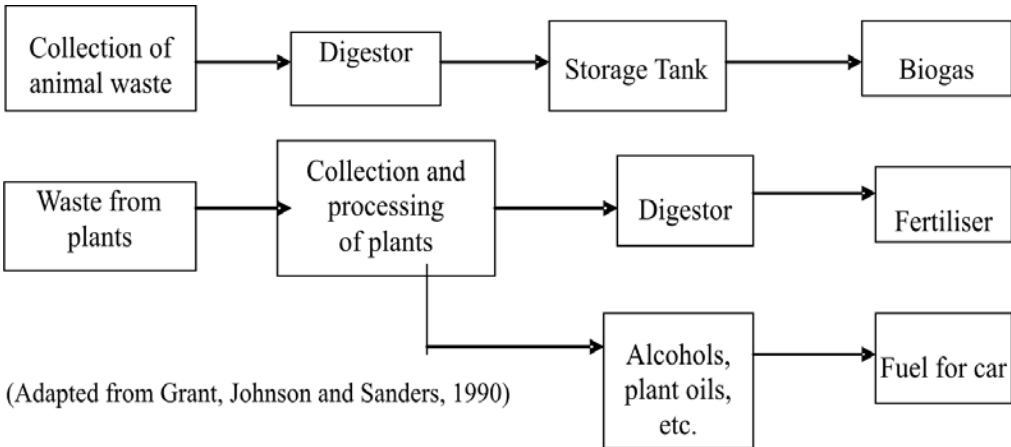 Collection of
animal waste
Digestor
Storage Tank
Biogas
Waste from
plants
Collection and
processing
of plants
Digestor
Fertiliser
Alcohols,
plant oils,
etc.
Fuel for car
(Adapted from Grant, Johnson and Sanders, 1990)